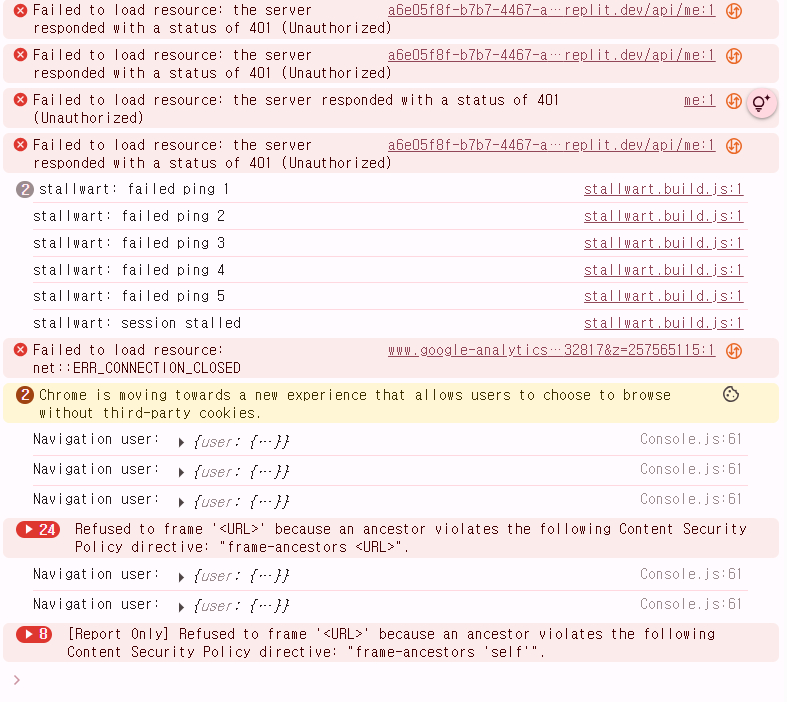 Failed to load resource: the server a6e05f8f-b7b7-4467-a…replit.dev/api/me:1
responded with a status of 401 (Unauthorized)
Failed to load resource: the server a6e05f8f-b7b7-4467-a…replit.dev/api/me:1
responded with a status of 401 (Unauthorized)
Failed to load resource: the server responded with a status of 401 me:1
(Unauthorized)
Failed to load resource: the server a6e05f8f-b7b7-4467-a…replit.dev/api/me:1
responded with a status of 401 (Unauthorized)
2 stallwart: failed ping 1 stallwart.build.js:1
stallwart: failed ping 2 stallwart.build.js:1
stallwart: failed ping 3 stallwart.build.js:1
stallwart: failed ping 4 stallwart.build.js:1
stallwart: failed ping 5 stallwart.build.js:1
stallwart: session stalled stallwart.build.js:1
Failed to load resource: www.google-analytics…32817&z=257565115:1
net::ERR_CONNECTION_CLOSED
2 Chrome is moving towards a new experience that allows users to choose to browse
without third-party cookies.
Navigation user: ▶ {user: {…}} Console.js:61
Navigation user: ▶ {user: {…}} Console.js:61
Navigation user: ▶ {user: {…}} Console.js:61
▶ 24 Refused to frame '<URL>' because an ancestor violates the following Content Security
Policy directive: "frame-ancestors <URL>".
Navigation user: ▶ {user: {…}} Console.js:61
Navigation user: ▶ {user: {…}} Console.js:61
▶ 8 [Report Only] Refused to frame '<URL>' because an ancestor violates the following
Content Security Policy directive: "frame-ancestors 'self'".